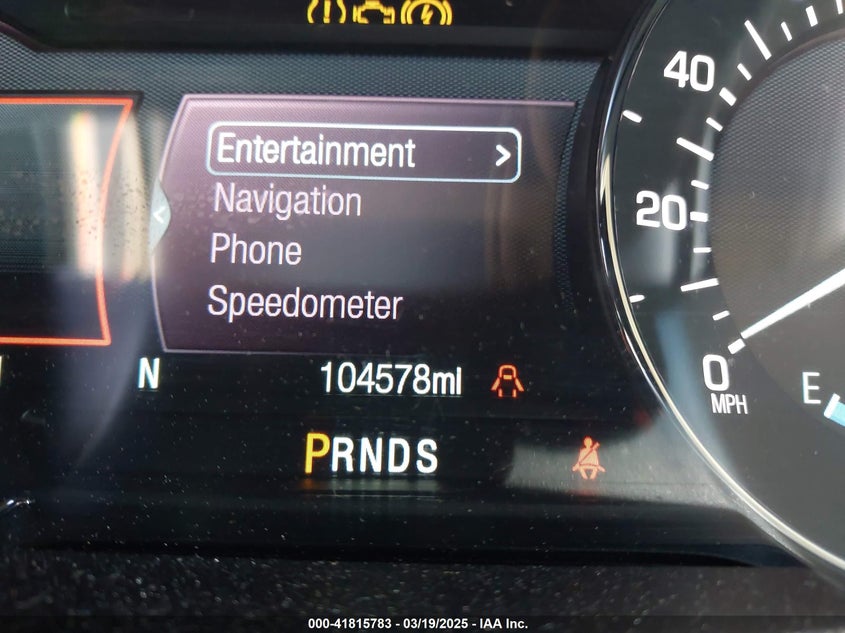 40
Entertainment >
Navigation
20
Phone
Speedometer
0
N 104578mi
MPH
E
PRNDS
000-41815783 - 03/19/2025 - IAA Inc.